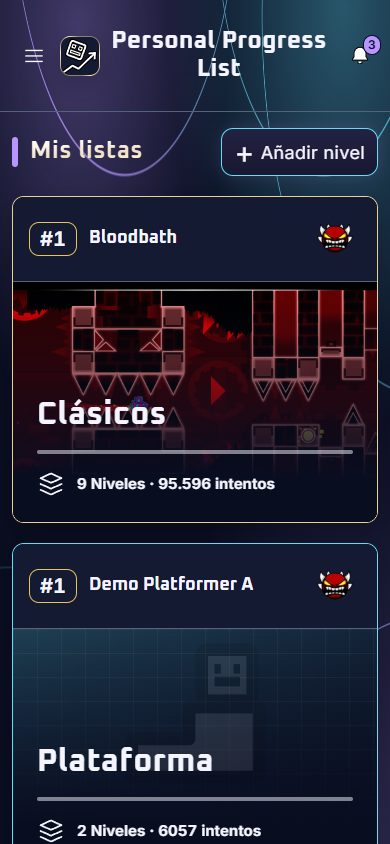 Personal Progress
List
3
Mis listas
+ Añadir nivel
#1 Bloodbath
Clásicos
9 Niveles · 95.596 intentos
#1 Demo Platformer A
Plataforma
2 Niveles · 6057 intentos